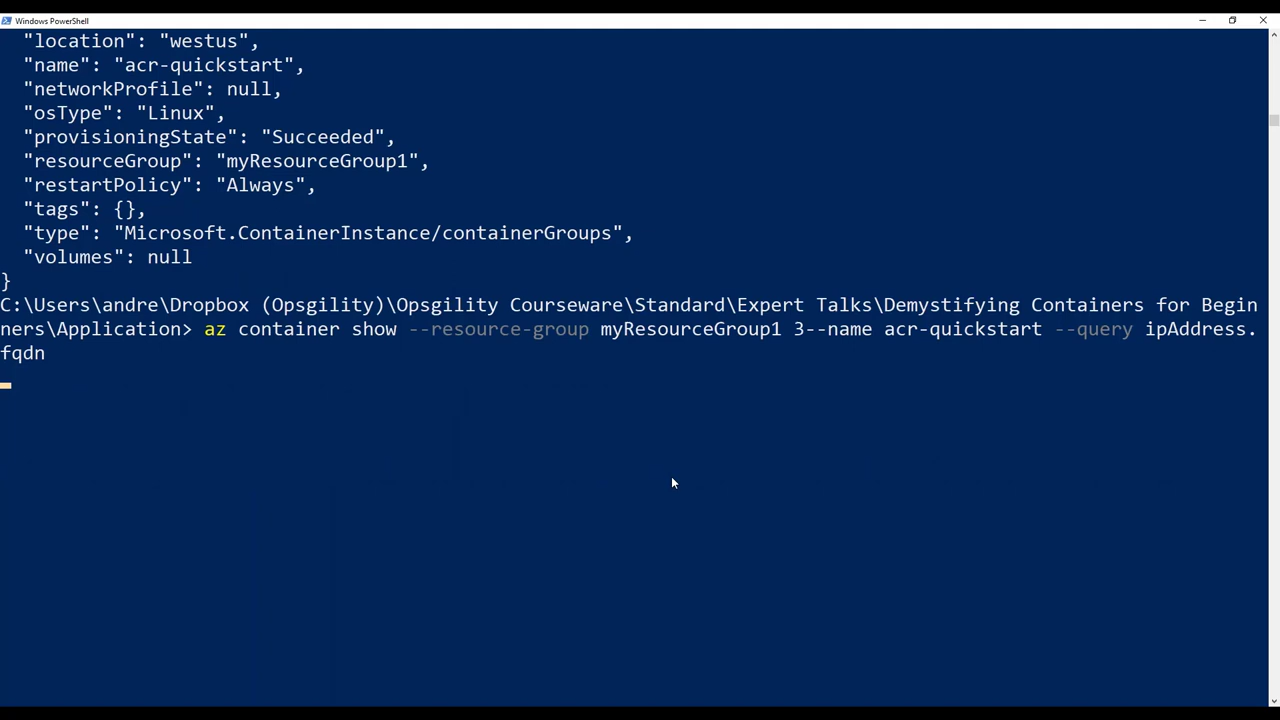 Windows PowerShell
"location": "westus",
"name": "acr-quickstart",
"networkProfile": null,
"osType": "Linux",
"provisioningState": "Succeeded",
"resourceGroup": "myResourceGroup1",
"restartPolicy": "Always",
"tags": {},
"type": "Microsoft.ContainerInstance/containerGroups",
"volumes": null
}
C:\Users\andre\Dropbox (Opsgility)\Opsgility Courseware\Standard\Expert Talks\Demystifying Containers for Begin
ners\Application> az container show --resource-group myResourceGroup1 3--name acr-quickstart --query ipAddress.
fqdn